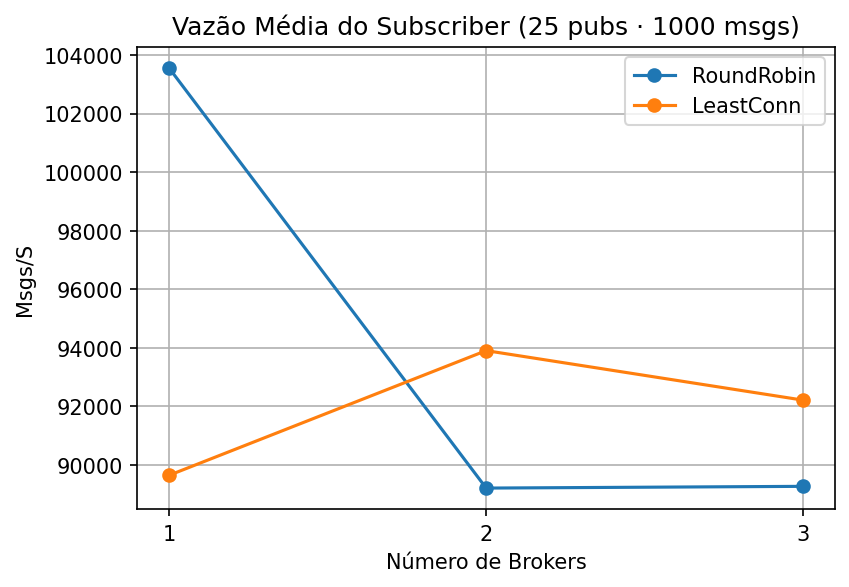 Vazão Média do Subscriber (25 pubs · 1000 msgs)
RoundRobin
LeastConn
Msgs/S
104000
102000
100000
98000
96000
94000
92000
90000
1
2
3
Número de Brokers